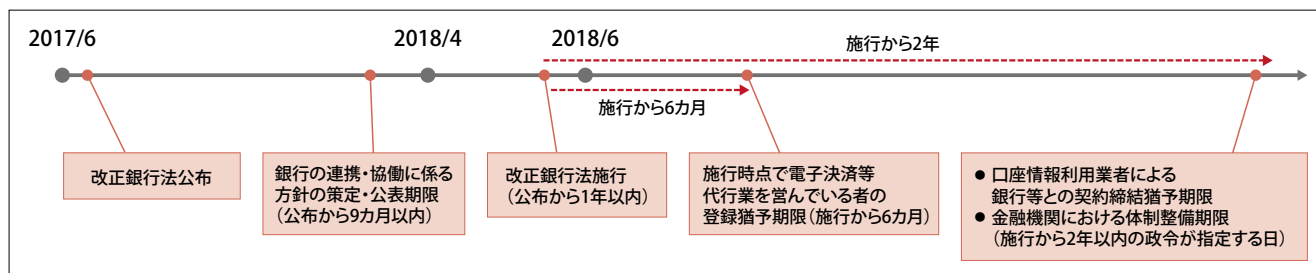 2017/6
2018/4
2018/6
施行から2年
施行から6カ月
改正銀行法公布
銀行の連携・協働に係る
方針の策定・公表期限
（公布から9カ月以内）
改正銀行法施行
（公布から1年以内）
施行時点で電子決済等
代行業を営んでいる者の
登録猶予期限（施行から6カ月）
● 口座情報利用業者による
銀行等との契約締結猶予期限
● 金融機関における体制整備期限
（施行から2年以内の政令が指定する日）